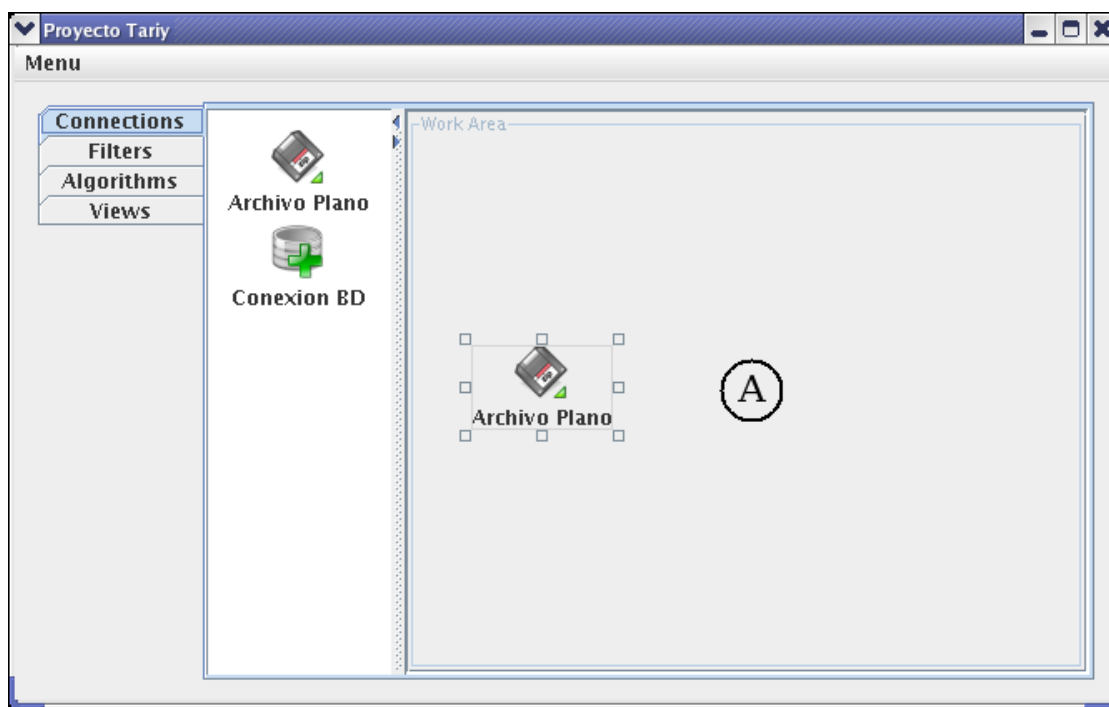 Proyecto Tariy
Menu
Connections
Filters
Algorithms
Views
Archivo Plano
Conexion BD
Work Area
Archivo Plano
A